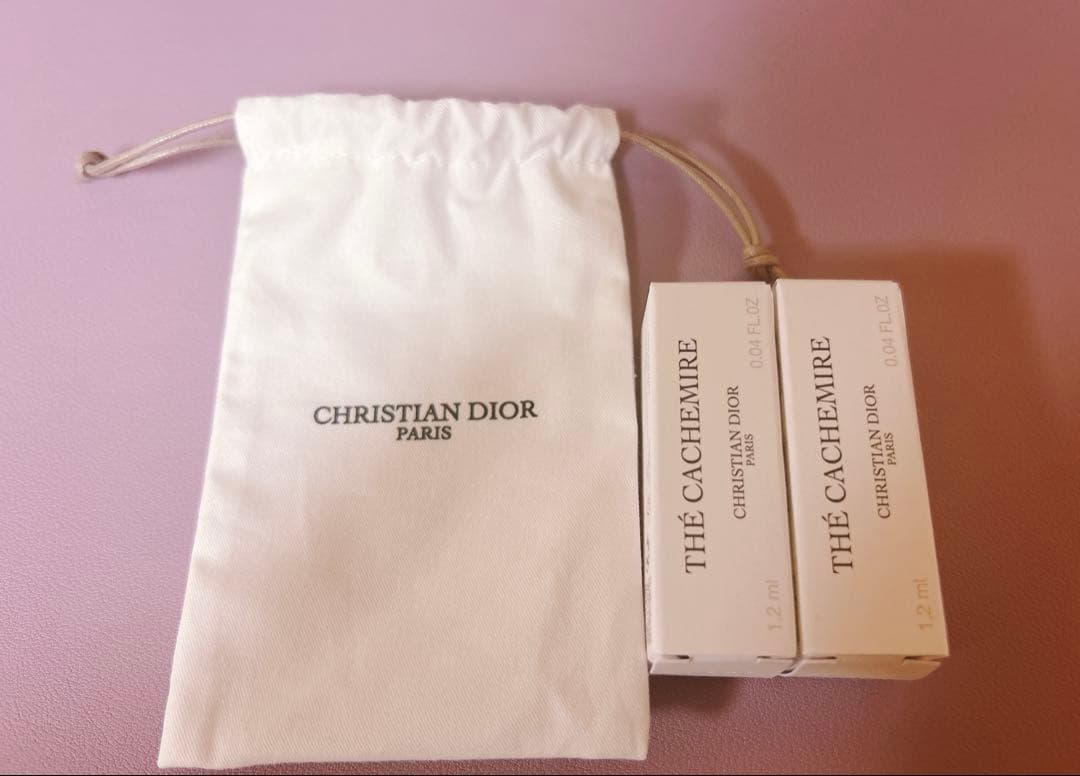 CHRISTIAN DIOR
PARIS
THÉ CACHEMIRE
CHRISTIAN DIOR
PARIS
1.2 ml
0.04 FL.OZ
THÉ CACHEMIRE
CHRISTIAN DIOR
PARIS
1.2 ml
0.04 FL.OZ